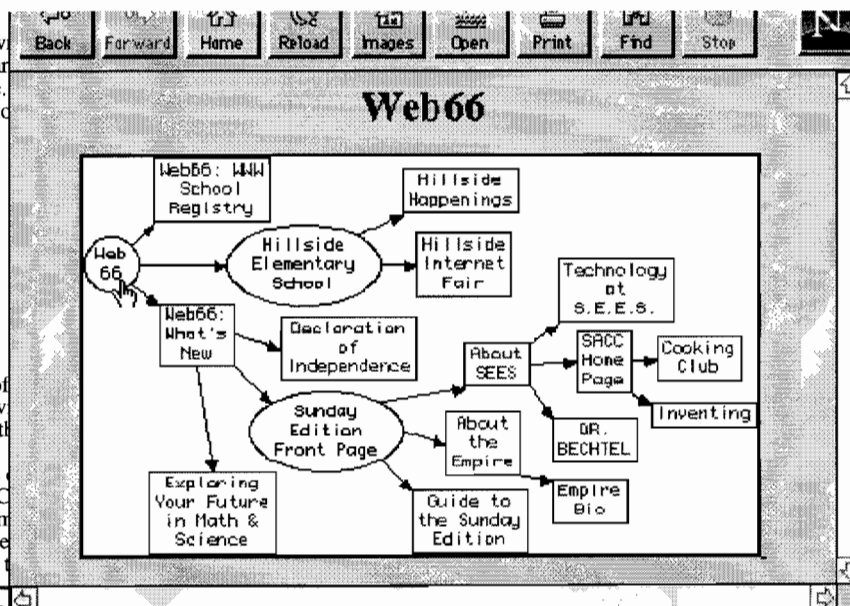 Back Forward Home Reload Images Open Print Find Stop N
Web66
Web66: WWW
School
Registry
Hillside
Happenings
Web
66
Hillside
Elementary
School
Hillside
Internet
Fair
Technology
at
S.E.E.S.
Web66:
What's
New
Declaration
of
Independence
About
SEES
SACC
Home
Page
Cooking
Club
Inventing
Sunday
Edition
Front Page
About
the
Empire
DR.
BECHTEL
Exploring
Your Future
in Math &
Science
Guide to
the Sunday
Edition
Empire
Bio